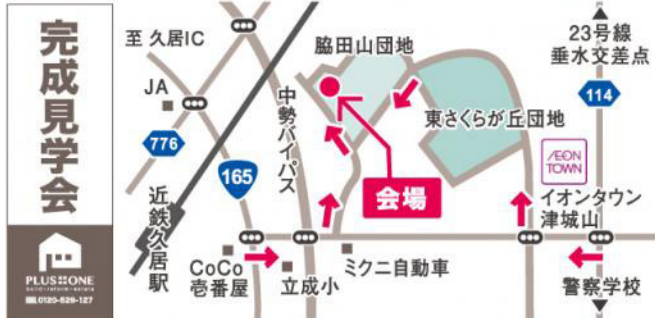 完成見学会
PLUS::ONE
build・reform・estate
0120-529-127
至 久居IC
JA
776
165
近鉄久居駅
中勢バイパス
脇田山団地
東さくらが丘団地
会場
23号線
垂水交差点
114
ÆON
TOWN
イオンタウン
津城山
CoCo
壱番屋
立成小
ミクニ自動車
警察学校